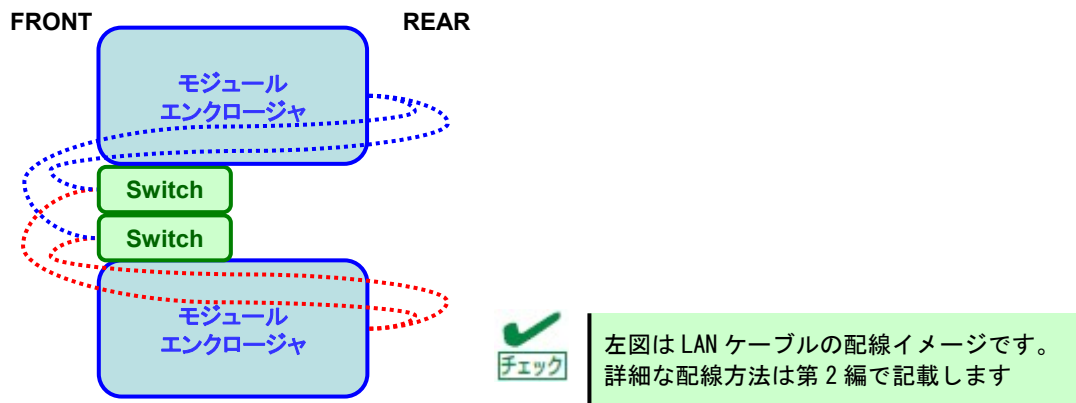 FRONT
REAR
モジュール
エンクロージャ
Switch
Switch
モジュール
エンクロージャ
チェック
左図は LAN ケーブルの配線イメージです。
詳細な配線方法は第 2 編で記載します